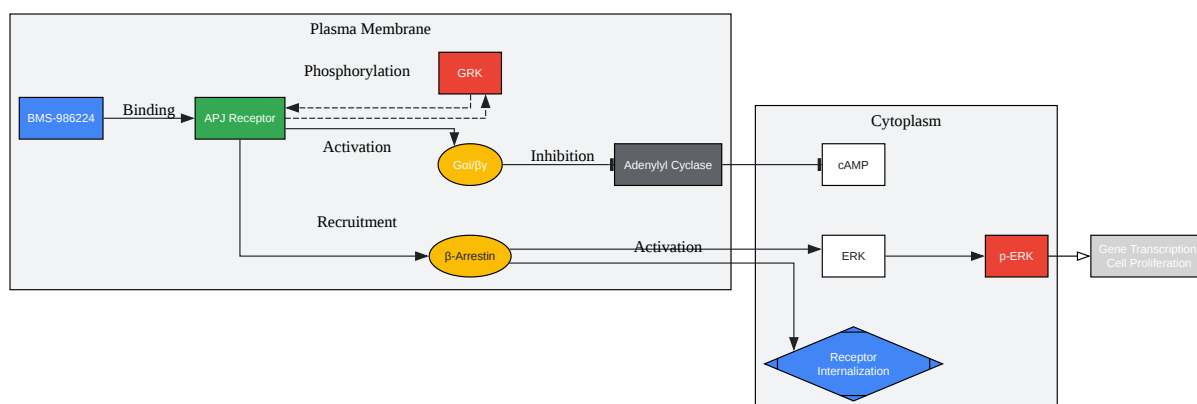 Plasma Membrane
Phosphorylation
GRK
BMS-986224
Binding
APJ Receptor
Activation
Gαi/βγ
Inhibition
Adenylyl Cyclase
Cytoplasm
cAMP
Recruitment
β-Arrestin
Activation
ERK
p-ERK
Gene Transcription
Cell Proliferation
Receptor
Internalization